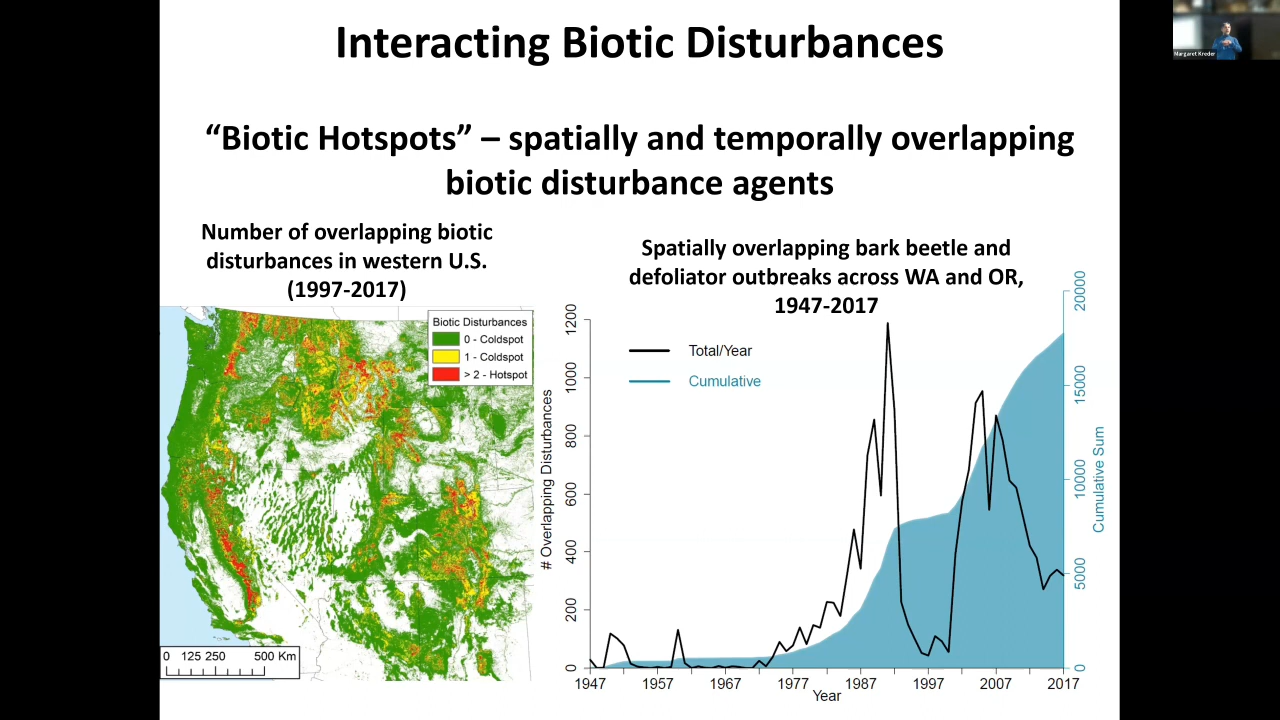 Interacting Biotic Disturbances
Margaret Kreder
“Biotic Hotspots” – spatially and temporally overlapping
biotic disturbance agents
Number of overlapping biotic
disturbances in western U.S.
(1997-2017)
Biotic Disturbances
0 - Coldspot
1 - Coldspot
> 2 - Hotspot
0 125 250 500 Km
Spatially overlapping bark beetle and
defoliator outbreaks across WA and OR,
1947-2017
Total/Year
Cumulative
# Overlapping Disturbances
0 200 400 600 800 1000 1200
1947 1957 1967 1977 1987 1997 2007 2017
Year
0 5000 10000 15000 20000
Cumulative Sum